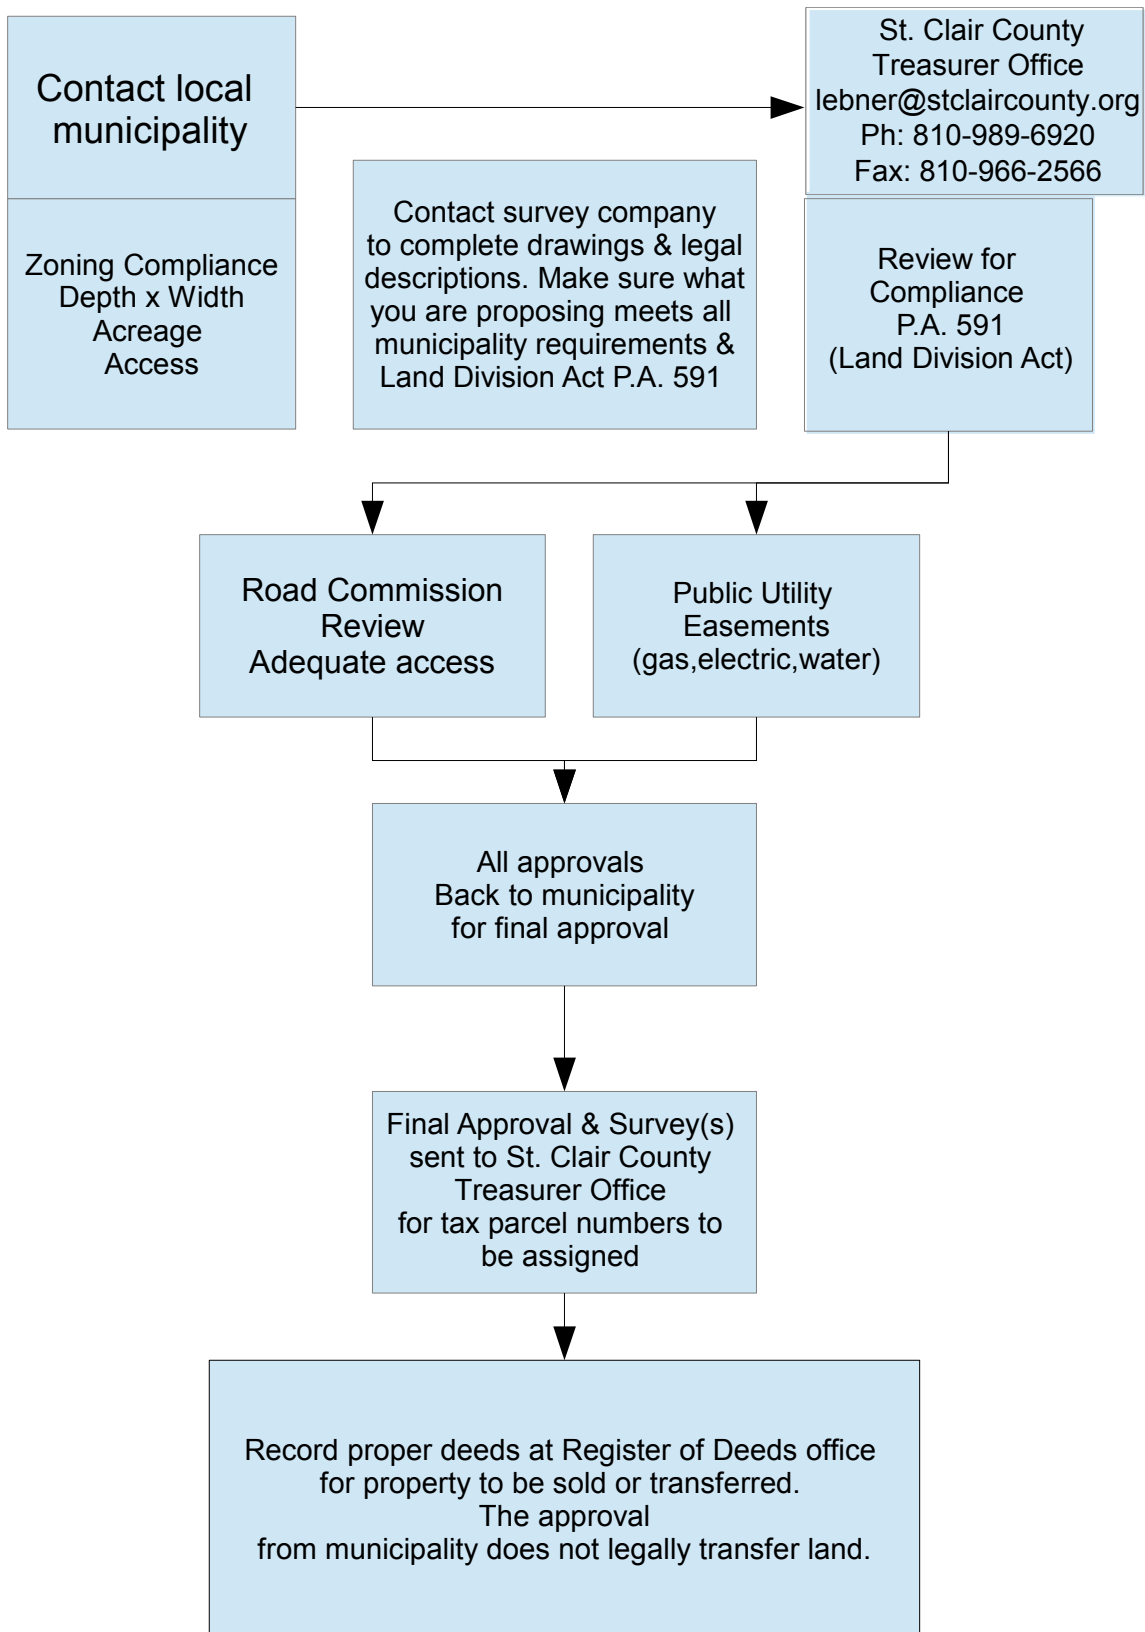 Contact local
municipality
St. Clair County
Treasurer Office
lebner@stclaircounty.org
Ph: 810-989-6920
Fax: 810-966-2566
Zoning Compliance
Depth x Width
Acreage
Access
Contact survey company
to complete drawings & legal
descriptions. Make sure what
you are proposing meets all
municipality requirements &
Land Division Act P.A. 591
Review for
Compliance
P.A. 591
(Land Division Act)
Road Commission
Review
Adequate access
Public Utility
Easements
(gas,electric,water)
All approvals
Back to municipality
for final approval
Final Approval & Survey(s)
sent to St. Clair County
Treasurer Office
for tax parcel numbers to
be assigned
Record proper deeds at Register of Deeds office
for property to be sold or transferred.
The approval
from municipality does not legally transfer land.